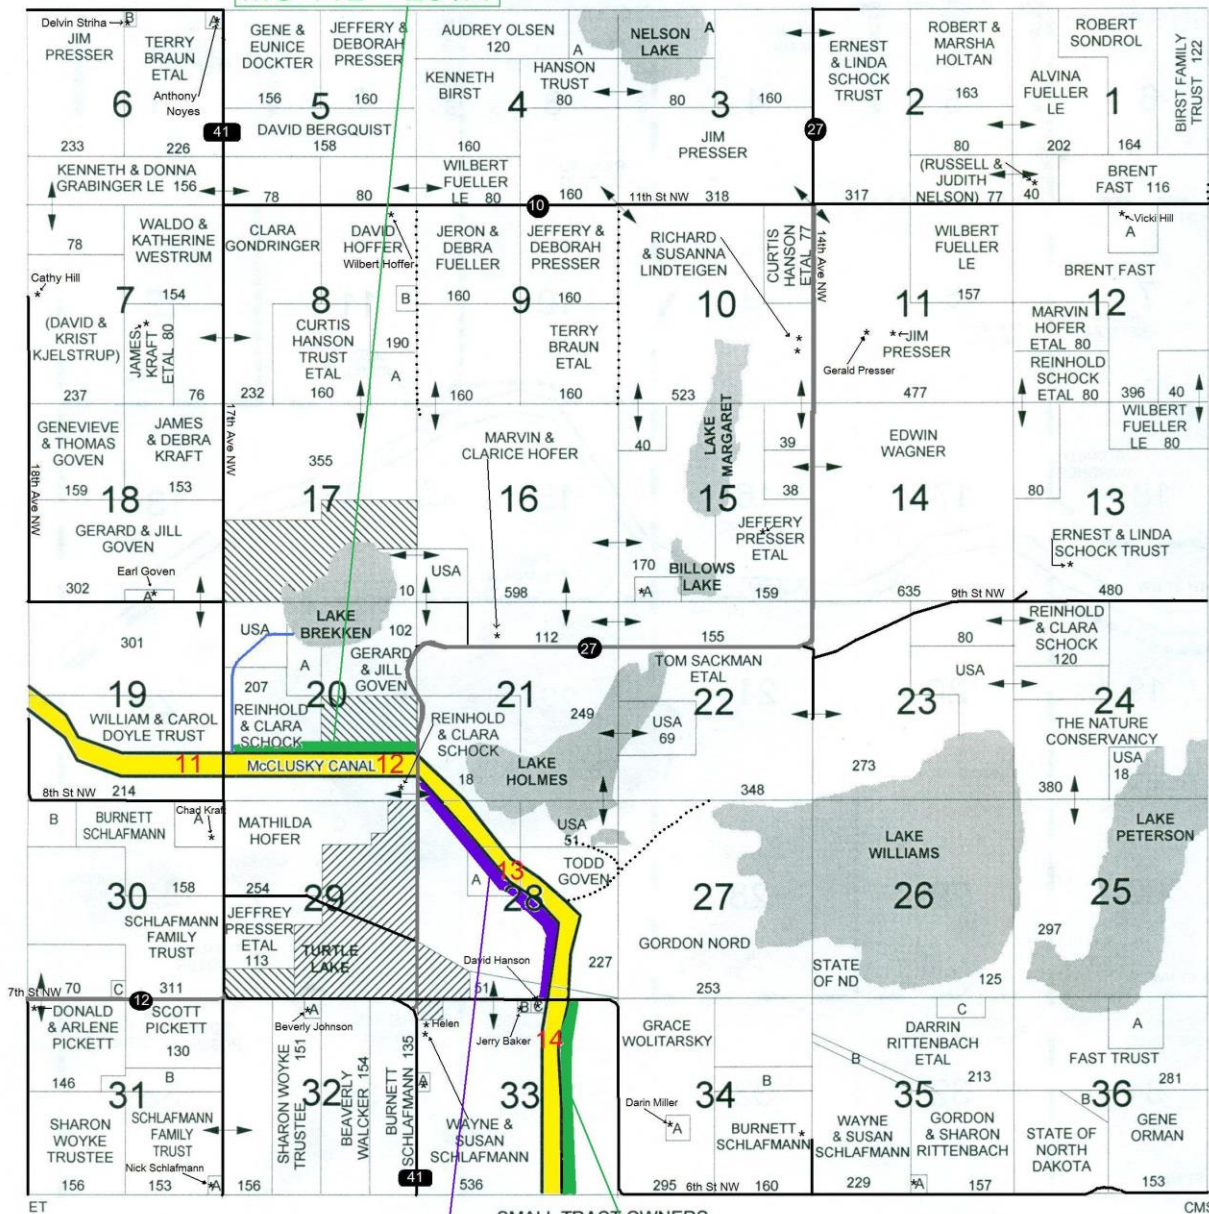 Delvin Striha
B
A
JIM
PRESSER
TERRY
BRAUN
ETAL
Anthony
Noyes
6
233
226
41
GENE &
EUNICE
DOCKTER
JEFFERY &
DEBORAH
PRESSER
156
5
160
DAVID BERGQUIST
158
78
80
AUDREY OLSEN
120
A
KENNETH
BIRST
HANSON
TRUST
4
80
160
WILBERT
FUELLER
LE 80
160
NELSON
LAKE
A
80
3
160
JIM
PRESSER
318
11th St NW
10
27
ERNEST
& LINDA
SCHOCK
TRUST
2
317
ROBERT &
MARSHA
HOLTAN
163
80
ALVINA
FUELLER
LE
202
(RUSSELL &
JUDITH
NELSON) 77
40
ROBERT
SONDROL
1
164
BIRST FAMILY
TRUST 122
BRENT
FAST 116
KENNETH & DONNA
GRABINGER LE 156
78
WALDO &
KATHERINE
WESTRUM
Cathy Hill
7
154
(DAVID &
KRIST
KJELSTRUP)
JAMES
KRAFT
ETAL 80
237
76
CLARA
GONDRINGER
DAVID
HOFFER
Wilbert Hoffer
8
B
CURTIS
HANSON
TRUST
ETAL
190
A
232
160
JERON &
DEBRA
FUELLER
JEFFERY &
DEBORAH
PRESSER
160
9
160
TERRY
BRAUN
ETAL
160
160
RICHARD
& SUSANNA
LINDTEIGEN
CURTIS
HANSON
ETAL 77
14th Ave NW
10
523
WILBERT
FUELLER
LE
11
157
JIM
PRESSER
Gerald Presser
477
Vicki Hill
A
BRENT FAST
12
MARVIN
HOFER
ETAL 80
REINHOLD
SCHOCK
ETAL 80
396
40
WILBERT
FUELLER
LE 80
GENEVIEVE
& THOMAS
GOVEN
JAMES
& DEBRA
KRAFT
17th Ave NW
18th Ave NW
159
153
18
GERARD & JILL
GOVEN
Earl Goven
302
A
355
17
10
USA
MARVIN &
CLARICE HOFER
16
598
40
LAKE
MARGARET
39
38
15
JEFFERY
PRESSER
ETAL
170
BILLOWS
LAKE
A
159
EDWIN
WAGNER
14
635
9th St NW
80
13
ERNEST & LINDA
SCHOCK TRUST
480
301
19
WILLIAM & CAROL
DOYLE TRUST
11
8th St NW
214
USA
LAKE
BREKKEN
102
A
GERARD
& JILL
GOVEN
207
20
REINHOLD
& CLARA
SCHOCK
McCLUSKY CANAL
12
112
27
155
21
REINHOLD
& CLARA
SCHOCK
249
18
LAKE
HOLMES
TOM SACKMAN
ETAL
USA
69
22
348
80
USA
23
273
REINHOLD
& CLARA
SCHOCK
120
24
THE NATURE
CONSERVANCY
USA
18
380
B
BURNETT
SCHLAFMANN
Chad Kraft
A
158
30
SCHLAFMANN
FAMILY
TRUST
70
C
311
MATHILDA
HOFER
254
29
JEFFREY
PRESSER
ETAL
113
TURTLE
LAKE
USA
51
TODD
GOVEN
13
A
28
David Hanson
227
51
27
GORDON NORD
253
LAKE
WILLIAMS
26
STATE
OF ND
125
LAKE
PETERSON
25
297
7th St NW
12
DONALD
& ARLENE
PICKETT
SCOTT
PICKETT
130
146
B
31
SHARON
WOYKE
TRUSTEE
SCHLAFMANN
FAMILY
TRUST
Nick Schlafmann
156
153
A
A
Beverly Johnson
SHARON WOYKE
TRUSTEE 151
32
BEAVERLY
WALCKER 154
BURNETT
SCHLAFMANN 135
156
Helen
A
B
C
Jerry Baker
14
33
WAYNE &
SUSAN
SCHLAFMANN
41
536
GRACE
WOLITARSKY
B
34
Darin Miller
A
BURNETT
SCHLAFMANN
295
6th St NW
160
C
DARRIN
RITTENBACH
ETAL
B
213
35
WAYNE
& SUSAN
SCHLAFMANN
GORDON
& SHARON
RITTENBACH
229
A
157
A
FAST TRUST
281
36
B
STATE OF
NORTH
DAKOTA
GENE
ORMAN
153
ET
CMS